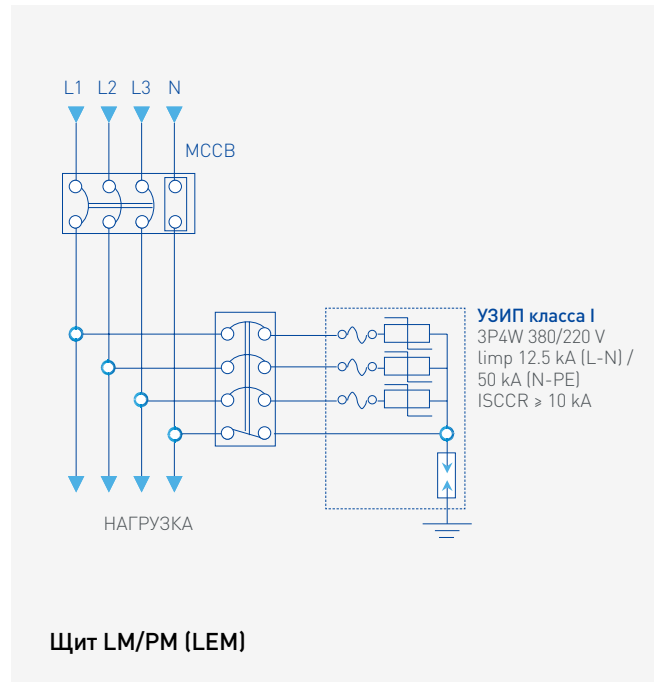 L1 L2 L3 N
MCCB
УЗИП класса I
3P4W 380/220 V
limp 12.5 kA (L-N) /
50 kA (N-PE)
ISCCR ≥ 10 kA
НАГРУЗКА
Щит LM/PM (LEM)